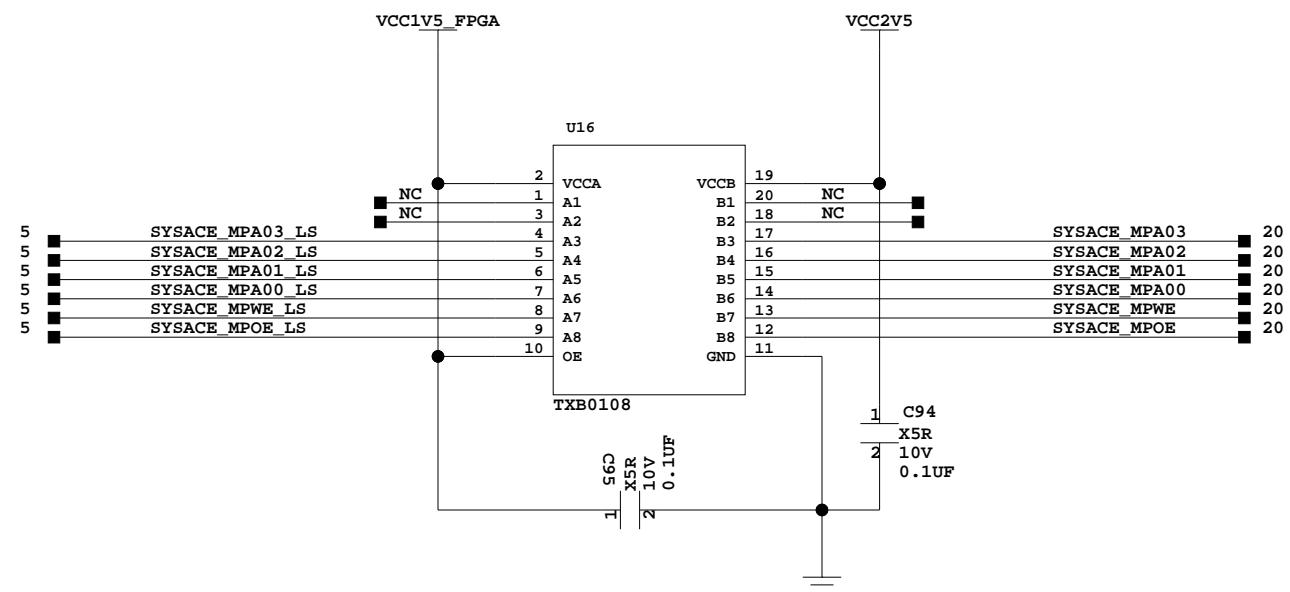 VCC1V5_FPGA VCC2V5
U16
2 VCCA VCCB 19
NC 1 A1 B1 20 NC
NC 3 A2 B2 18 NC
5 SYSACE_MPA03_LS 4 A3 B3 17 SYSACE_MPA03 20
5 SYSACE_MPA02_LS 5 A4 B4 16 SYSACE_MPA02 20
5 SYSACE_MPA01_LS 6 A5 B5 15 SYSACE_MPA01 20
5 SYSACE_MPA00_LS 7 A6 B6 14 SYSACE_MPA00 20
5 SYSACE_MPWE_LS 8 A7 B7 13 SYSACE_MPWE 20
5 SYSACE_MPOE_LS 9 A8 B8 12 SYSACE_MPOE 20
10 OE GND 11
TXB0108
1 C94
X5R
2 10V
0.1UF
C95
X5R
10V
0.1UF
1 2